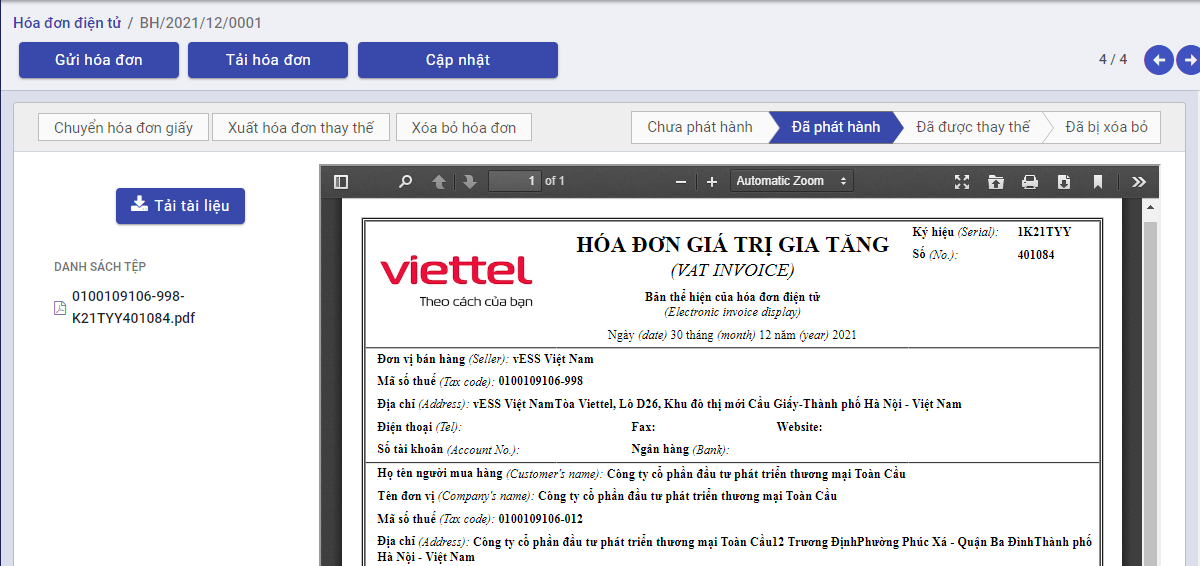 Hóa đơn điện tử / BH/2021/12/0001
Gửi hóa đơn Tải hóa đơn Cập nhật 4 / 4
Chuyển hóa đơn giấy Xuất hóa đơn thay thế Xóa bỏ hóa đơn Chưa phát hành Đã phát hành Đã được thay thế Đã bị xóa bỏ
Tải tài liệu
DANH SÁCH TỆP
0100109106-998-
K21TYY401084.pdf
1 of 1 Automatic Zoom
viettel
Theo cách của bạn
HÓA ĐƠN GIÁ TRỊ GIA TĂNG
(VAT INVOICE)
Bản thể hiện của hóa đơn điện tử
(Electronic invoice display)
Ngày (date) 30 tháng (month) 12 năm (year) 2021
Ký hiệu (Serial): 1K21TYY
Số (No.): 401084
Đơn vị bán hàng (Seller): vESS Việt Nam
Mã số thuế (Tax code): 0100109106-998
Địa chỉ (Address): vESS Việt NamTòa Viettel, Lô D26, Khu đô thị mới Cầu Giấy-Thành phố Hà Nội - Việt Nam
Điện thoại (Tel): Fax: Website:
Số tài khoản (Account No.): Ngân hàng (Bank):
Họ tên người mua hàng (Customer's name): Công ty cổ phần đầu tư phát triển thương mại Toàn Cầu
Tên đơn vị (Company's name): Công ty cổ phần đầu tư phát triển thương mại Toàn Cầu
Mã số thuế (Tax code): 0100109106-012
Địa chỉ (Address): Công ty cổ phần đầu tư phát triển thương mại Toàn Cầu12 Trương ĐịnhPhường Phúc Xá - Quận Ba ĐìnhThành phố
Hà Nội - Việt Nam